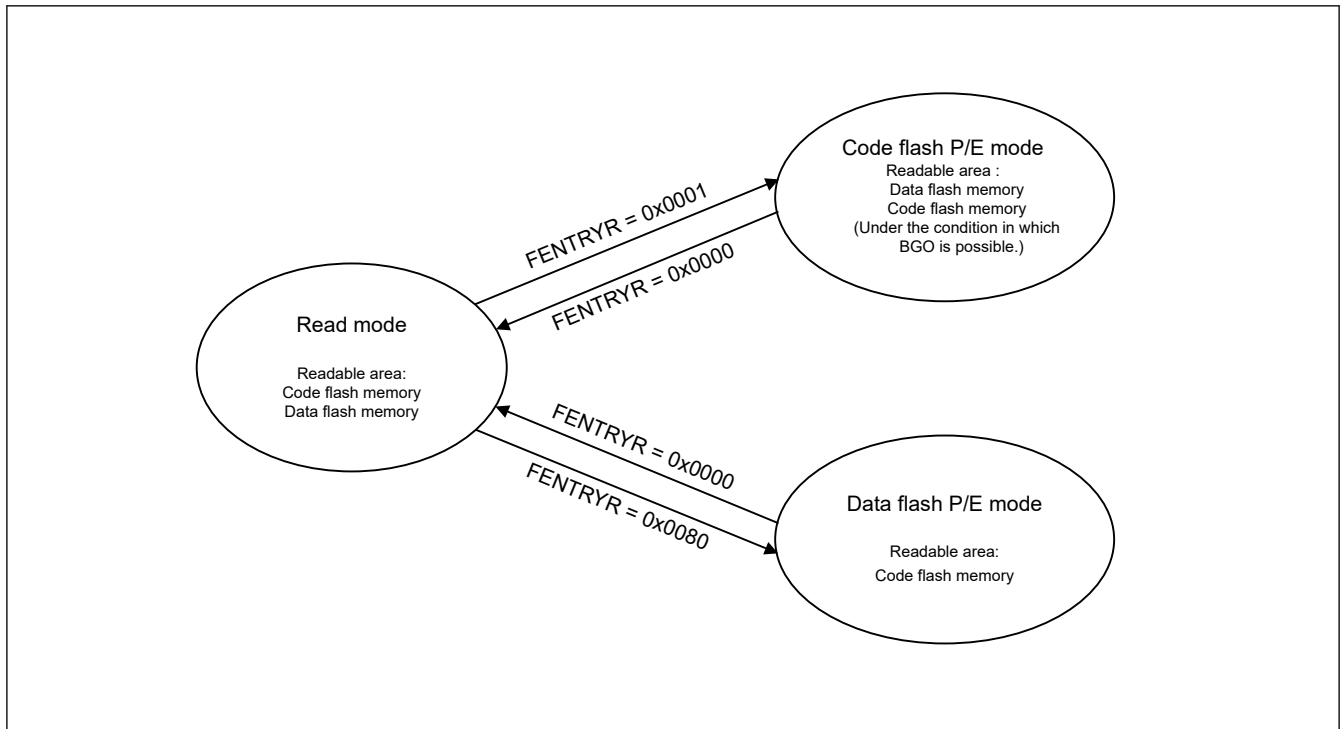 Code flash P/E mode
Readable area :
Data flash memory
Code flash memory
(Under the condition in which
BGO is possible.)
FENTRYR = 0x0001
FENTRYR = 0x0000
Read mode
Readable area:
Code flash memory
Data flash memory
FENTRYR = 0x0000
FENTRYR = 0x0080
Data flash P/E mode
Readable area:
Code flash memory